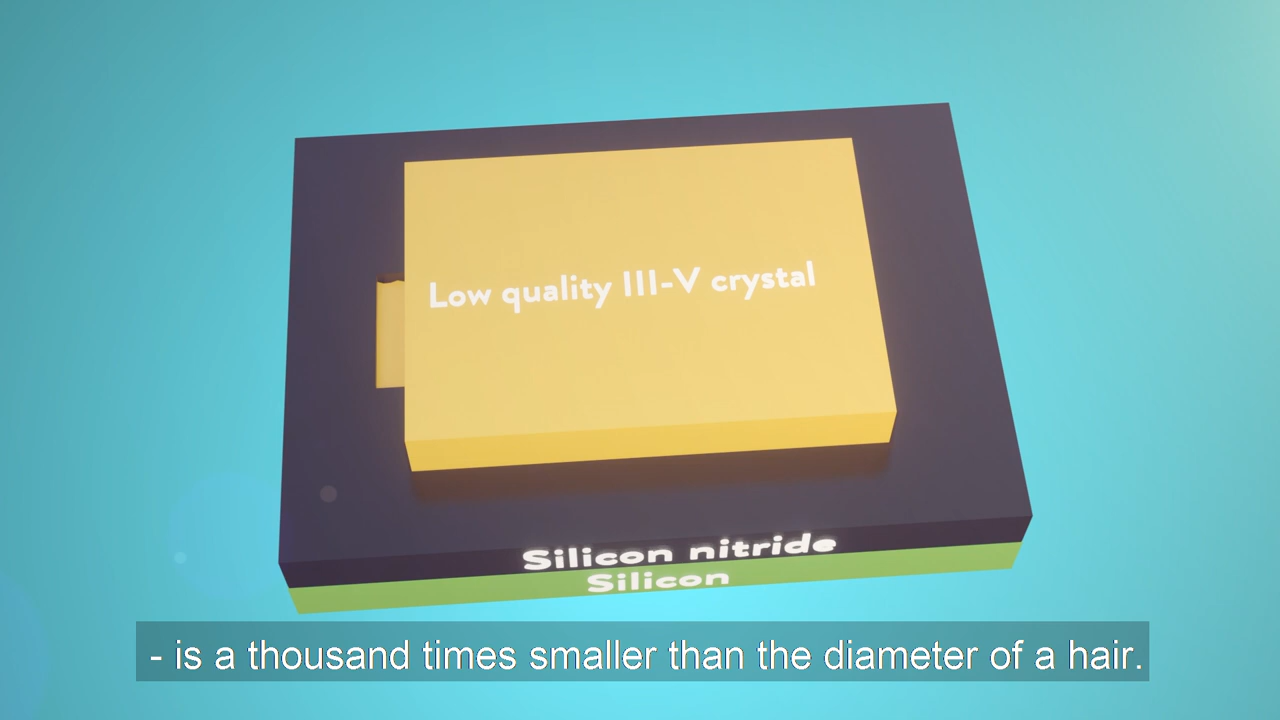 Low quality III-V crystal
Silicon nitride
Silicon
- is a thousand times smaller than the diameter of a hair.